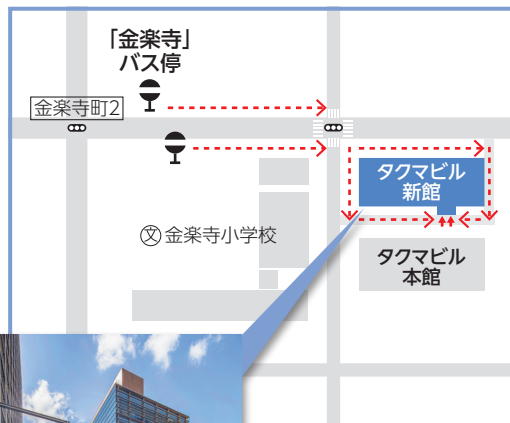 「金楽寺」
バス停
金楽寺町2
タクマビル
新館
文 金楽寺小学校
タクマビル
本館